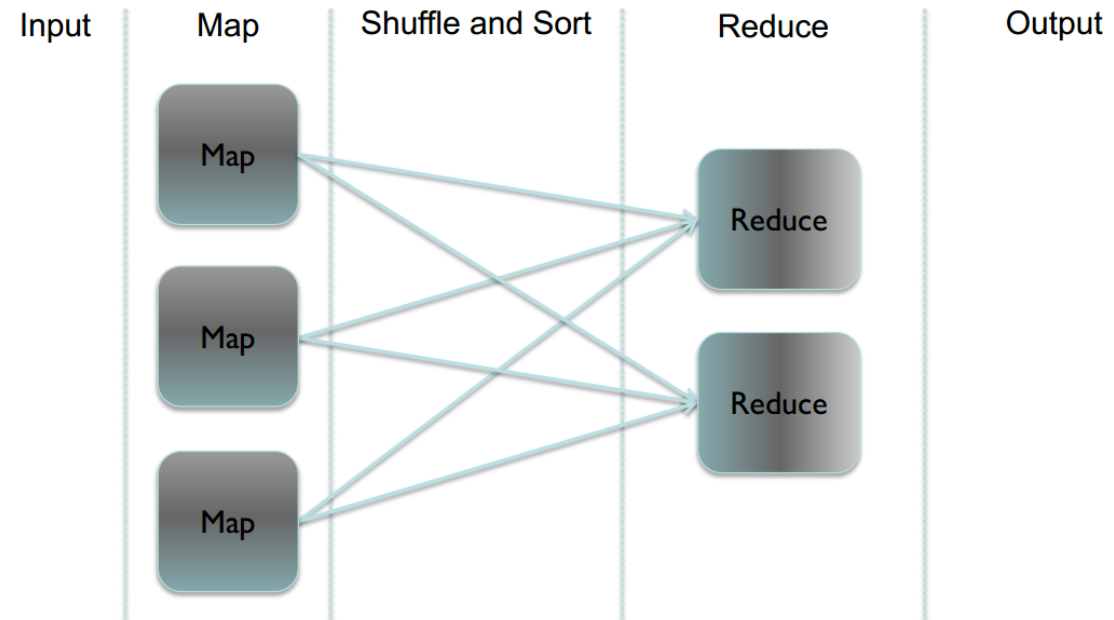 Input
Map
Shuffle and Sort
Reduce
Output
Map
Reduce
Map
Reduce
Map